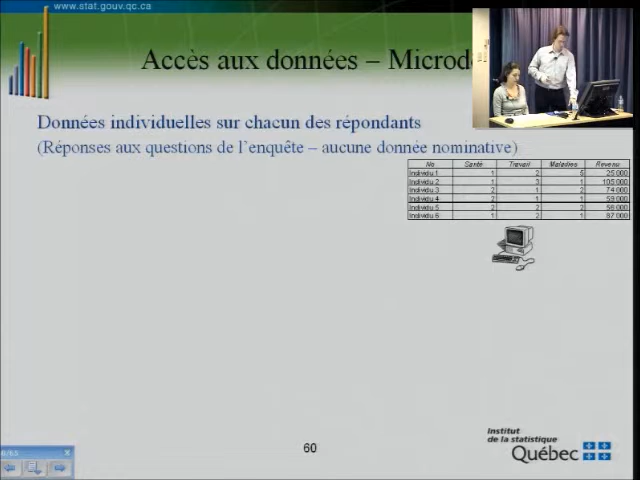 www.stat.gouv.qc.ca
Accès aux données – Microdo
Données individuelles sur chacun des répondants
(Réponses aux questions de l'enquête – aucune donnée nominative)
No Santé Travail Maladies Revenu
Individu 1 1 2 5 25 000
Individu 2 1 3 1 105 000
Individu 3 2 1 2 74 000
Individu 4 2 1 1 59 000
Individu 5 2 2 2 56 000
Individu 6 1 2 1 87 000
Institut
de la statistique
Québec
60